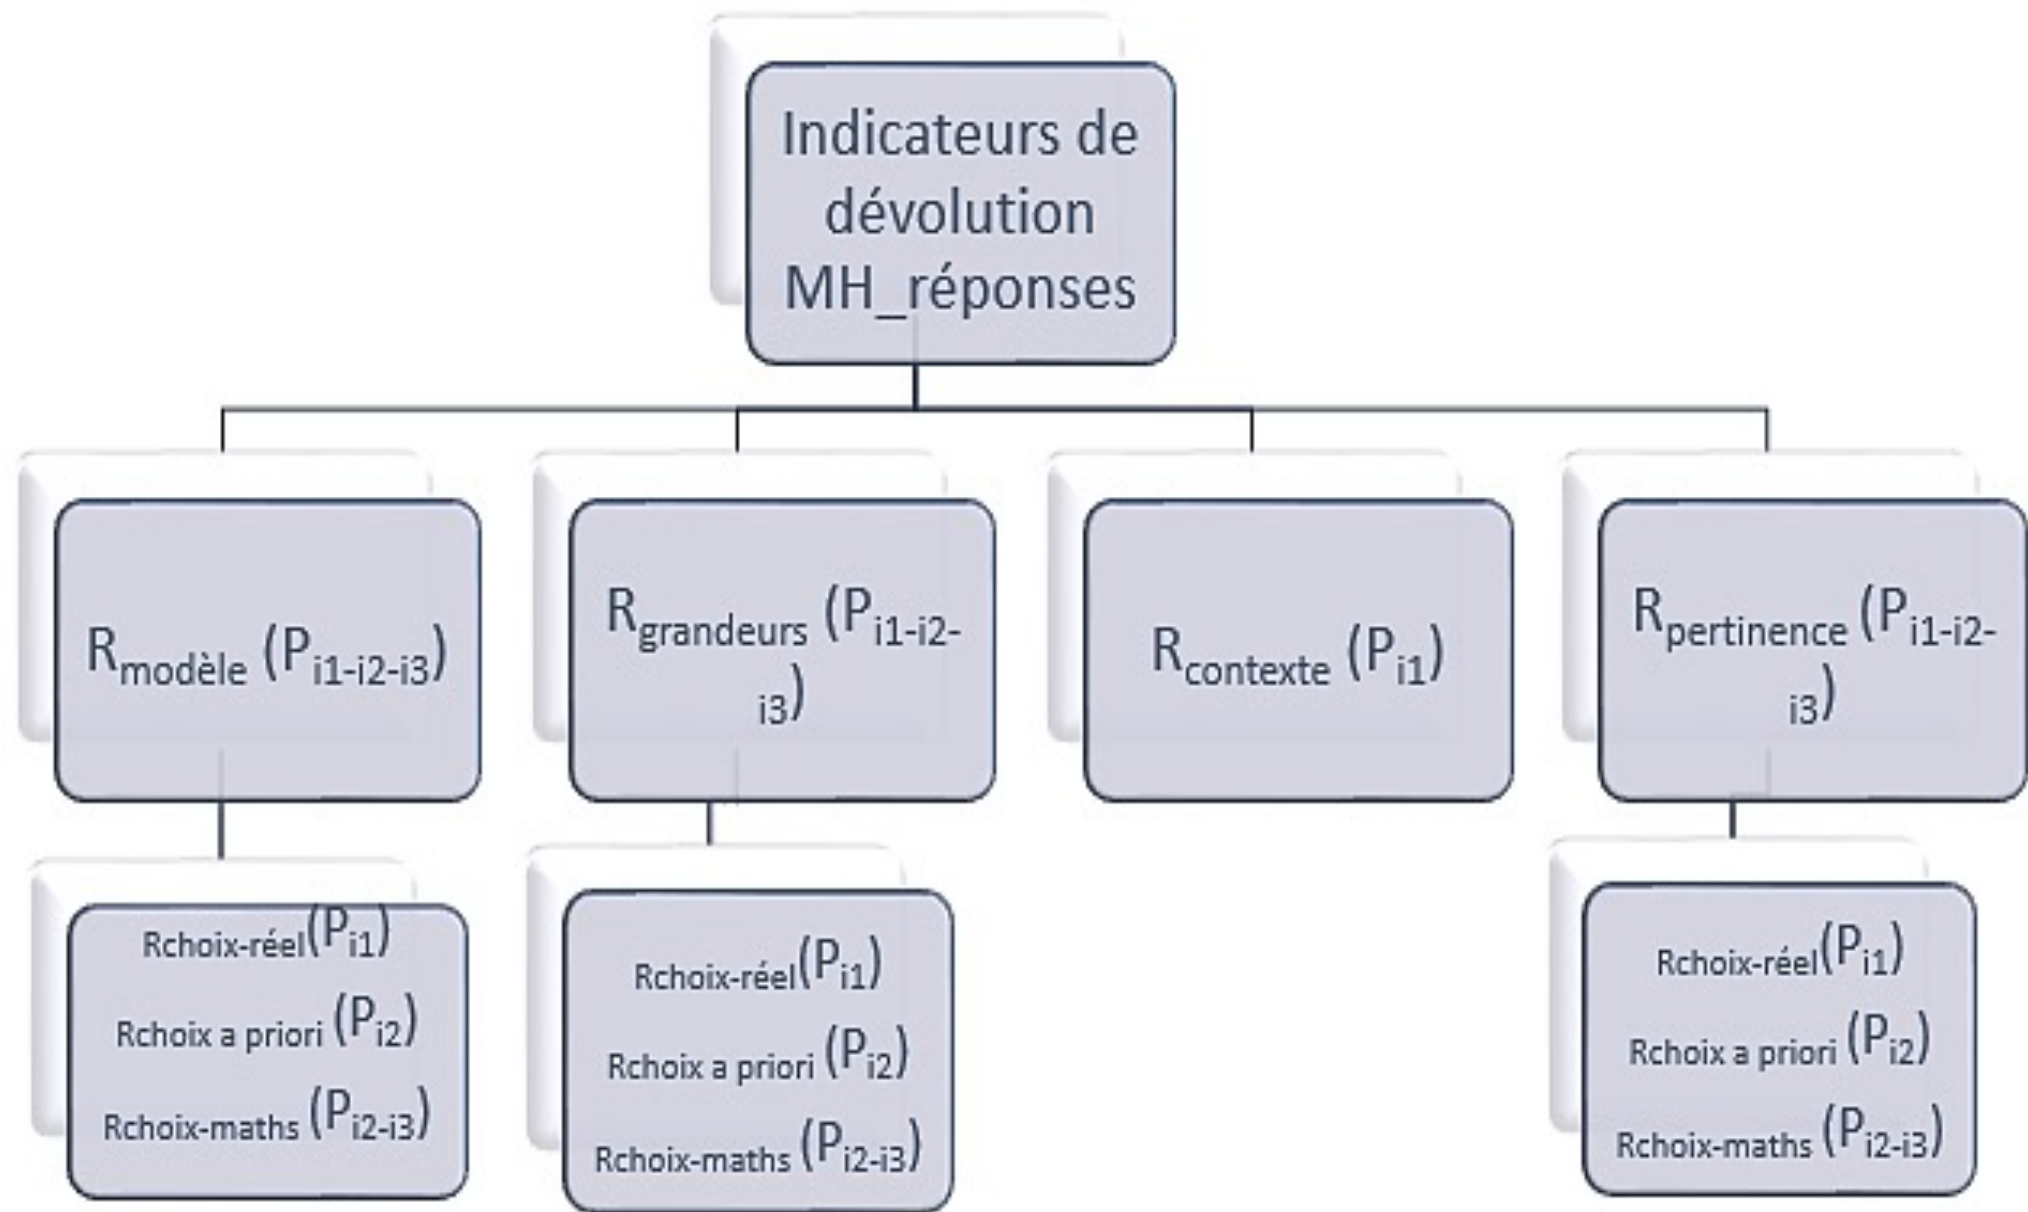 Indicateurs de
dévolution
MH_réponses
Rmodèle (Pi1-i2-i3)
Rgrandeurs (Pi1-i2-
i3)
Rcontexte (Pi1)
Rpertinence (Pi1-i2-
i3)
Rchoix-réel(Pi1)
Rchoix a priori (Pi2)
Rchoix-maths (Pi2-i3)
Rchoix-réel(Pi1)
Rchoix a priori (Pi2)
Rchoix-maths (Pi2-i3)
Rchoix-réel(Pi1)
Rchoix a priori (Pi2)
Rchoix-maths (Pi2-i3)